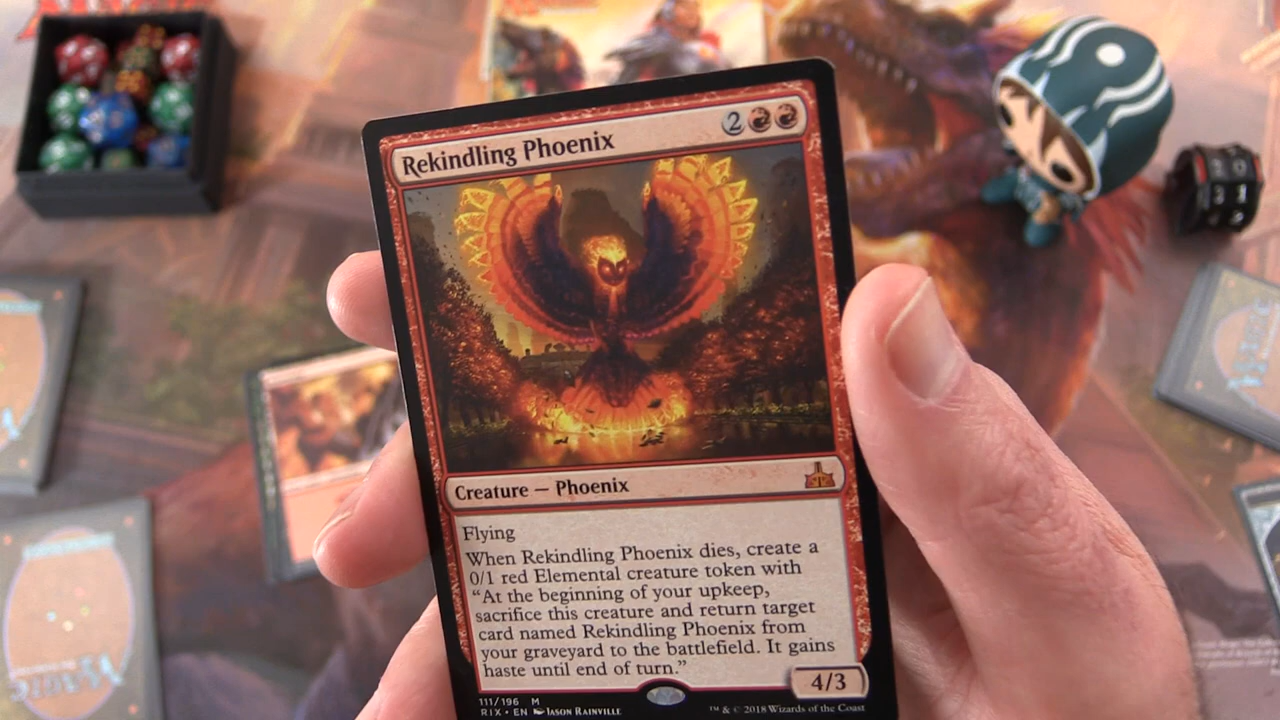 Rekindling Phoenix
2
Creature — Phoenix
Flying
When Rekindling Phoenix dies, create a
0/1 red Elemental creature token with
“At the beginning of your upkeep,
sacrifice this creature and return target
card named Rekindling Phoenix from
your graveyard to the battlefield. It gains
haste until end of turn.”
4/3
111/196 M
RIX • EN Jason Rainville
™ & © 2018 Wizards of the Coast
MAGIC